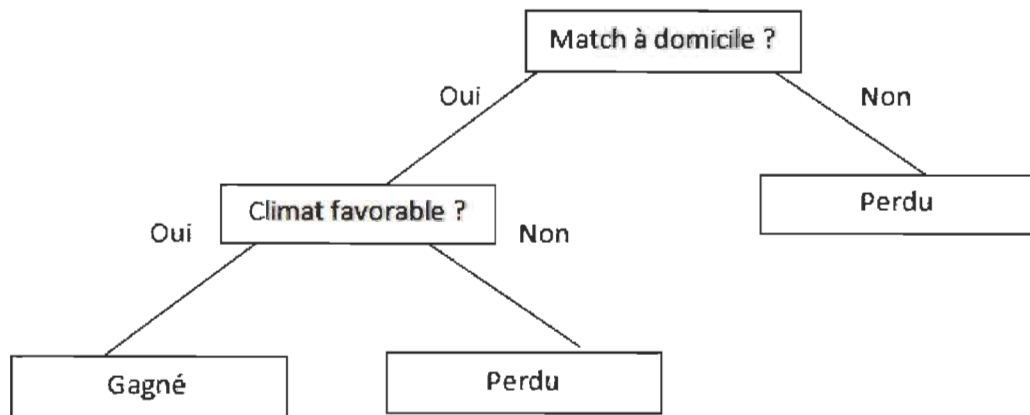 Match à domicile ?
Oui
Non
Climat favorable ?
Perdu
Oui
Non
Gagné
Perdu